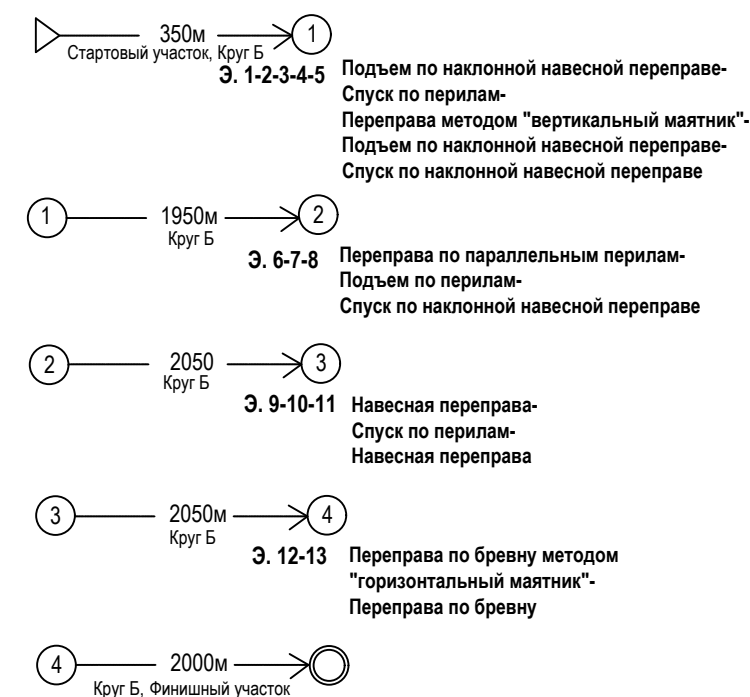 350м
1
Стартовый участок, Круг Б
Э. 1-2-3-4-5
Подъем по наклонной навесной переправе-
Спуск по перилам-
Переправа методом "вертикальный маятник"-
Подъем по наклонной навесной переправе-
Спуск по наклонной навесной переправе
1 1950м 2
Круг Б
Э. 6-7-8
Переправа по параллельным перилам-
Подъем по перилам-
Спуск по наклонной навесной переправе
2 2050 3
Круг Б
Э. 9-10-11
Навесная переправа-
Спуск по перилам-
Навесная переправа
3 2050м 4
Круг Б
Э. 12-13
Переправа по бревну методом
"горизонтальный маятник"-
Переправа по бревну
4 2000м
Круг Б, Финишный участок